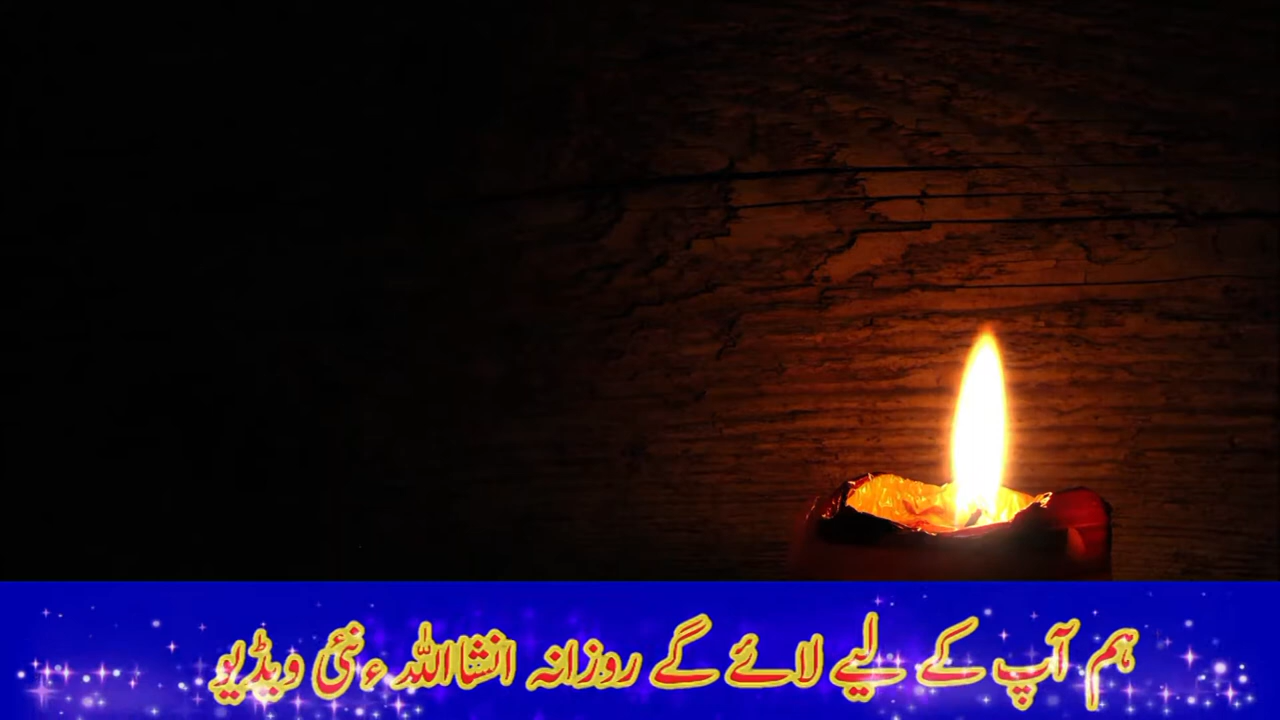 ہم آپ کے لیے لائے گے روزانہ انشااللہ ء نئی ویڈیو